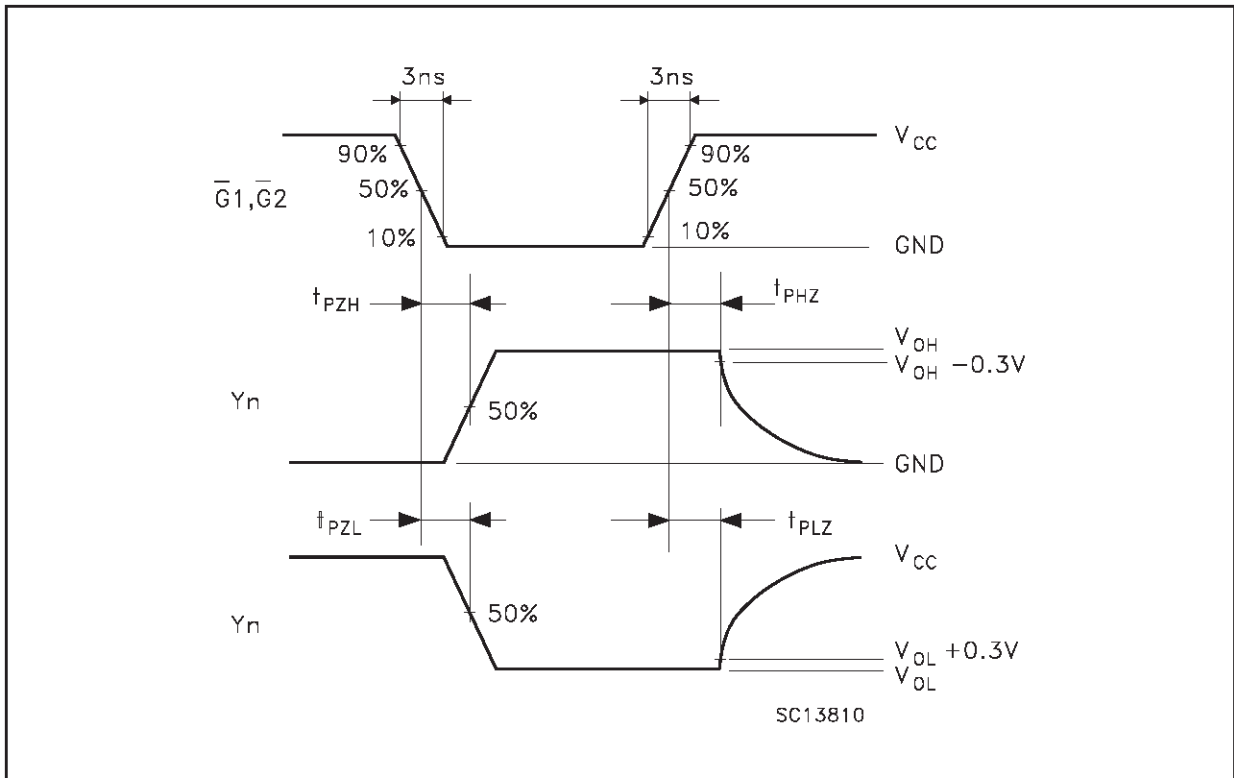 3ns 3ns
V_CC
90% 90%
G̅1,G̅2 50% 50%
10% 10%
GND
t_PZH t_PHZ
V_OH
V_OH −0.3V
Yn 50%
GND
t_PZL t_PLZ
V_CC
Yn 50%
V_OL +0.3V
V_OL
SC13810